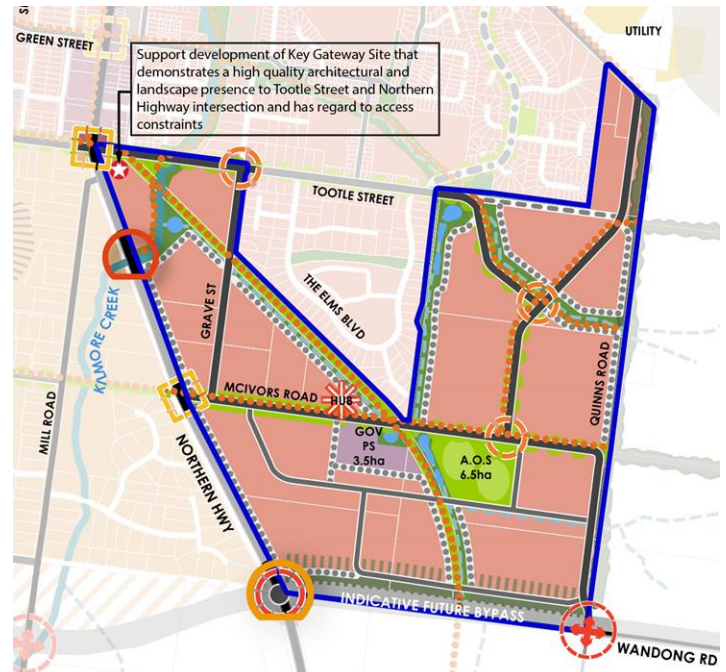 GREEN STREET
UTILITY
Support development of Key Gateway Site that
demonstrates a high quality architectural and
landscape presence to Tootle Street and Northern
Highway intersection and has regard to access
constraints
TOOTLE STREET
KILMORE CREEK
GRAVE ST
THE ELMS BLVD
QUINNS ROAD
MILL ROAD
MCIVORS ROAD
HUB
NORTHERN HWY
GOV
PS
3.5ha
A.O.S
6.5ha
INDICATIVE FUTURE BYPASS
WANDONG RD